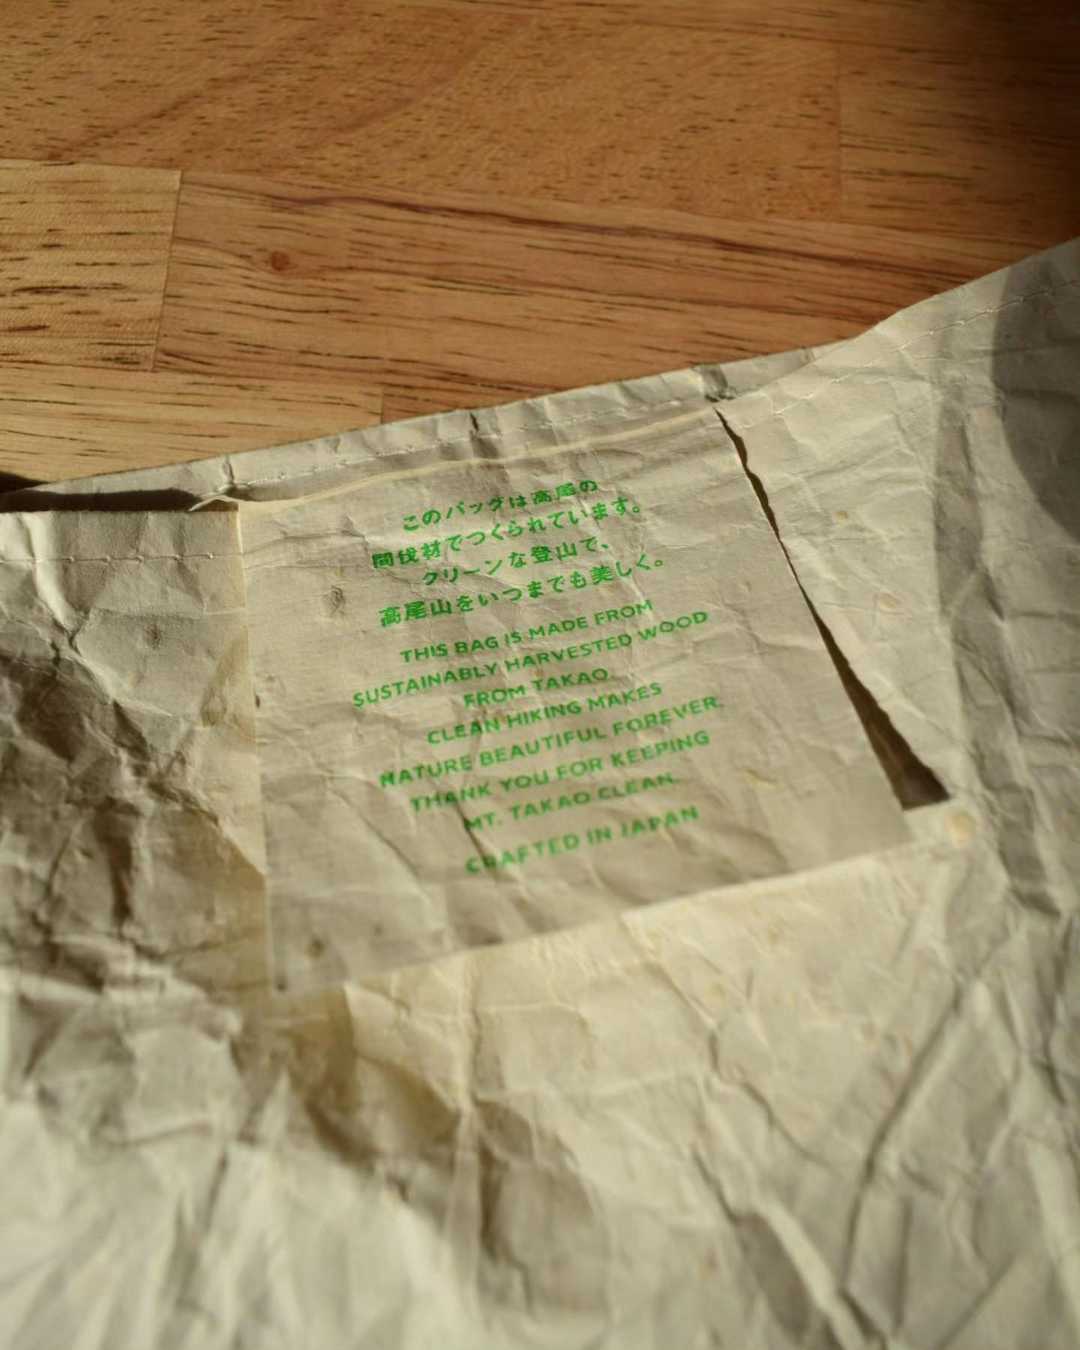 このバッグは高尾の
間伐材でつくられています。
クリーンな登山で、
高尾山をいつまでも美しく。
THIS BAG IS MADE FROM
SUSTAINABLY HARVESTED WOOD
FROM TAKAO.
CLEAN HIKING MAKES
NATURE BEAUTIFUL FOREVER.
THANK YOU FOR KEEPING
MT. TAKAO CLEAN.
CRAFTED IN JAPAN